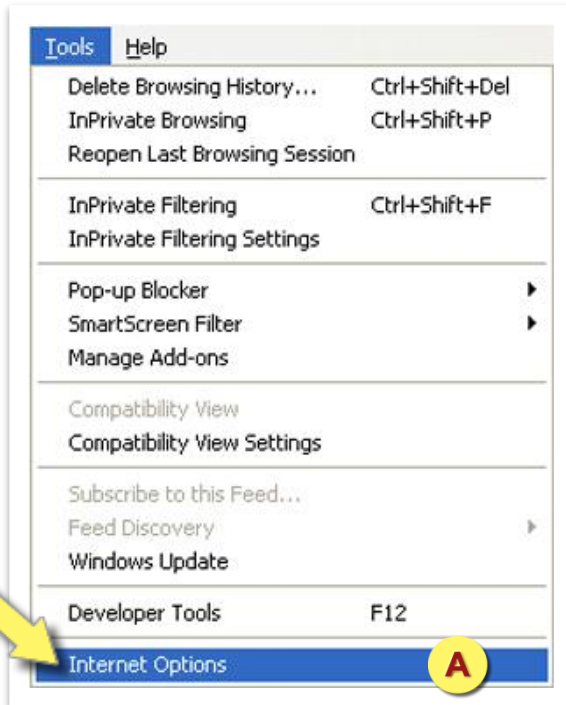 Tools Help
Delete Browsing History... Ctrl+Shift+Del
InPrivate Browsing Ctrl+Shift+P
Reopen Last Browsing Session
InPrivate Filtering Ctrl+Shift+F
InPrivate Filtering Settings
Pop-up Blocker
SmartScreen Filter
Manage Add-ons
Compatibility View
Compatibility View Settings
Subscribe to this Feed...
Feed Discovery
Windows Update
Developer Tools F12
Internet Options A